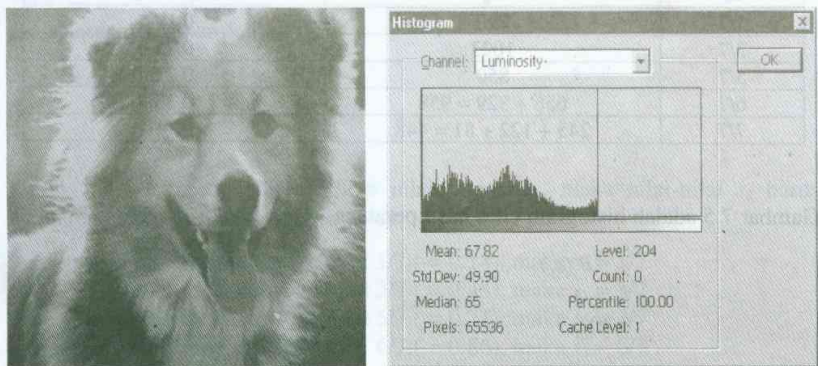 Histogram
Channel: Luminosity
OK
Mean: 67.82 Level: 204
Std Dev: 49.90 Count: 0
Median: 65 Percentile: 100.00
Pixels: 65536 Cache Level: 1